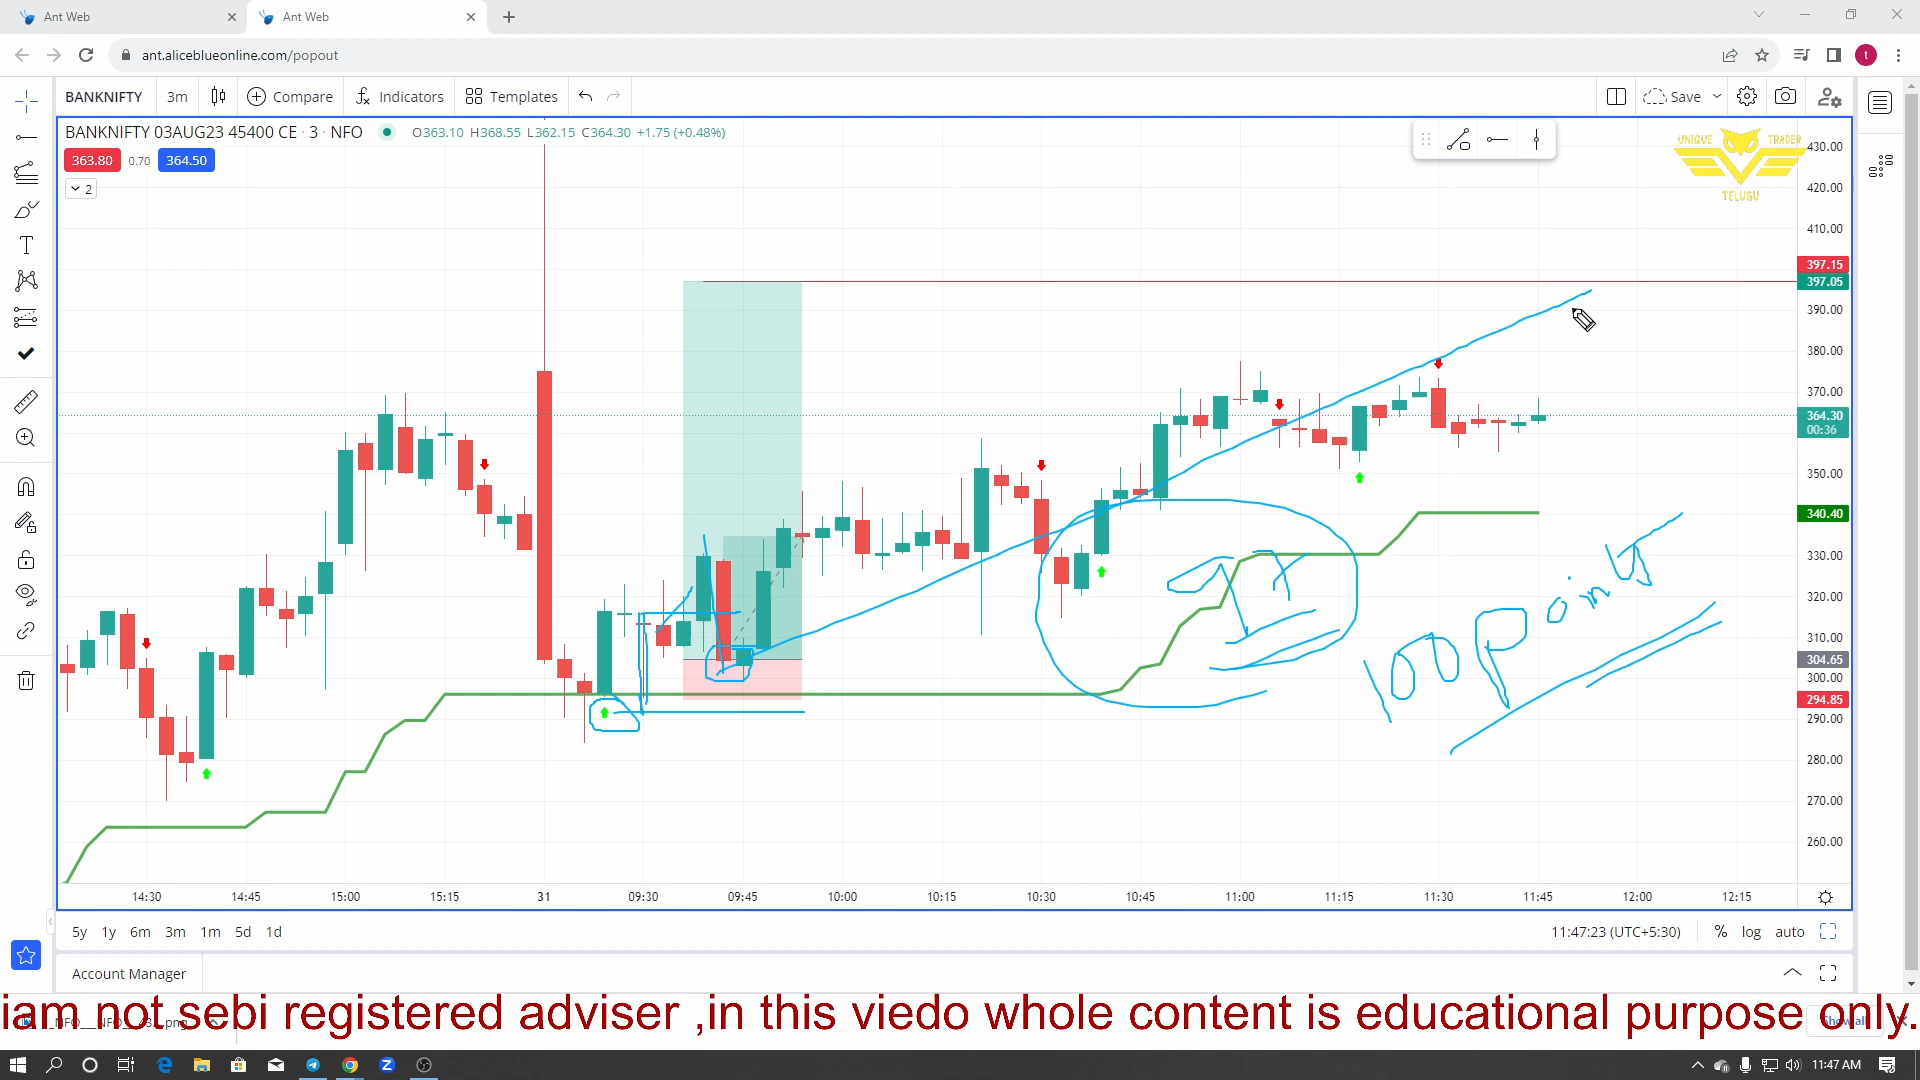 Ant Web
Ant Web
ant.aliceblueonline.com/popout
t
BANKNIFTY 3m Compare Indicators Templates Save
BANKNIFTY 03AUG23 45400 CE · 3 · NFO O363.10 H368.55 L362.15 C364.30 +1.75 (+0.48%)
363.80 0.70 364.50
2
UNIQUE TRADER
TELUGU
430.00
420.00
410.00
397.15
397.05
390.00
380.00
370.00
364.30
00:36
350.00
340.40
330.00
320.00
310.00
304.65
300.00
294.85
290.00
280.00
270.00
260.00
100 Points
14:30 14:45 15:00 15:15 31 09:30 09:45 10:00 10:15 10:30 10:45 11:00 11:15 11:30 11:45 12:00 12:15
5y 1y 6m 3m 1m 5d 1d 11:47:23 (UTC+5:30) % log auto
Account Manager
iam not sebi registered adviser ,in this viedo whole content is educational purpose only.
Show all
11:47 AM